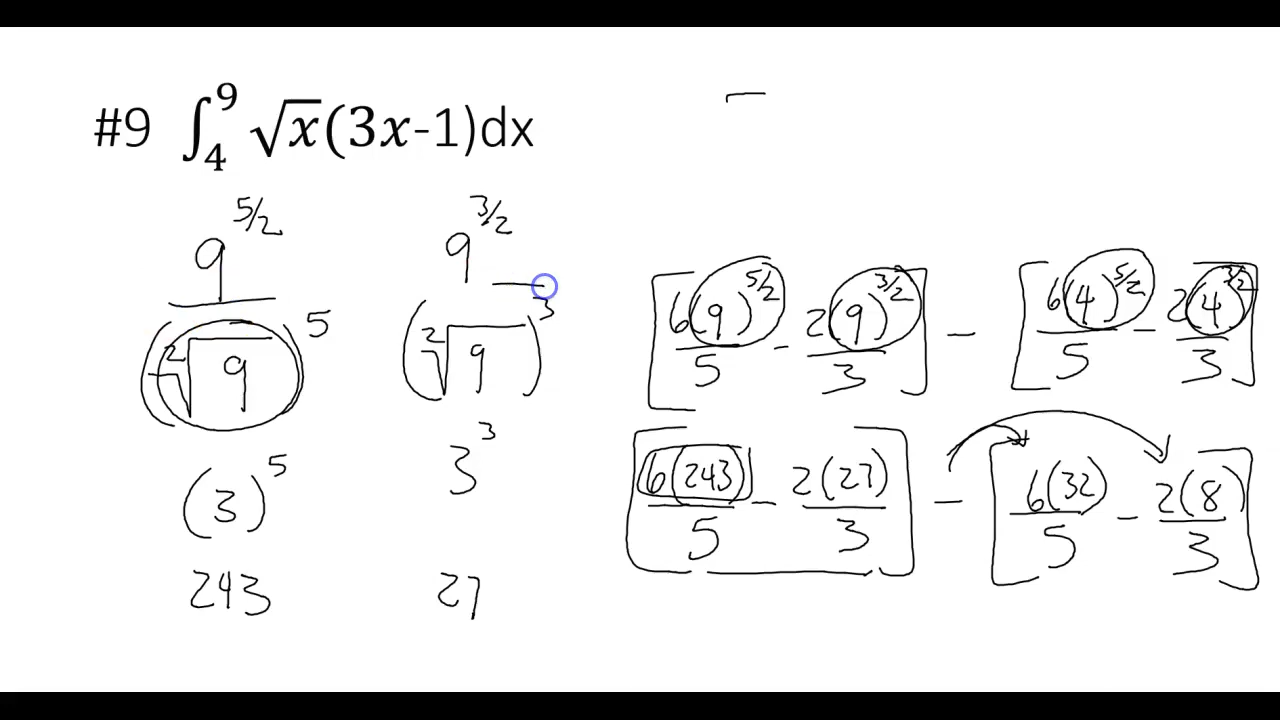 #9 ∫₄⁹ √x(3x-1)dx
9^5/2
(²√9)^5
(3)^5
243
9^3/2
(²√9)^3
3^3
27
[6(9)^5/2 / 5 - 2(9)^3/2 / 3] - [6(4)^5/2 / 5 - 2(4)^3/2 / 3]
[6(243) / 5 - 2(27) / 3] - [6(32) / 5 - 2(8) / 3]